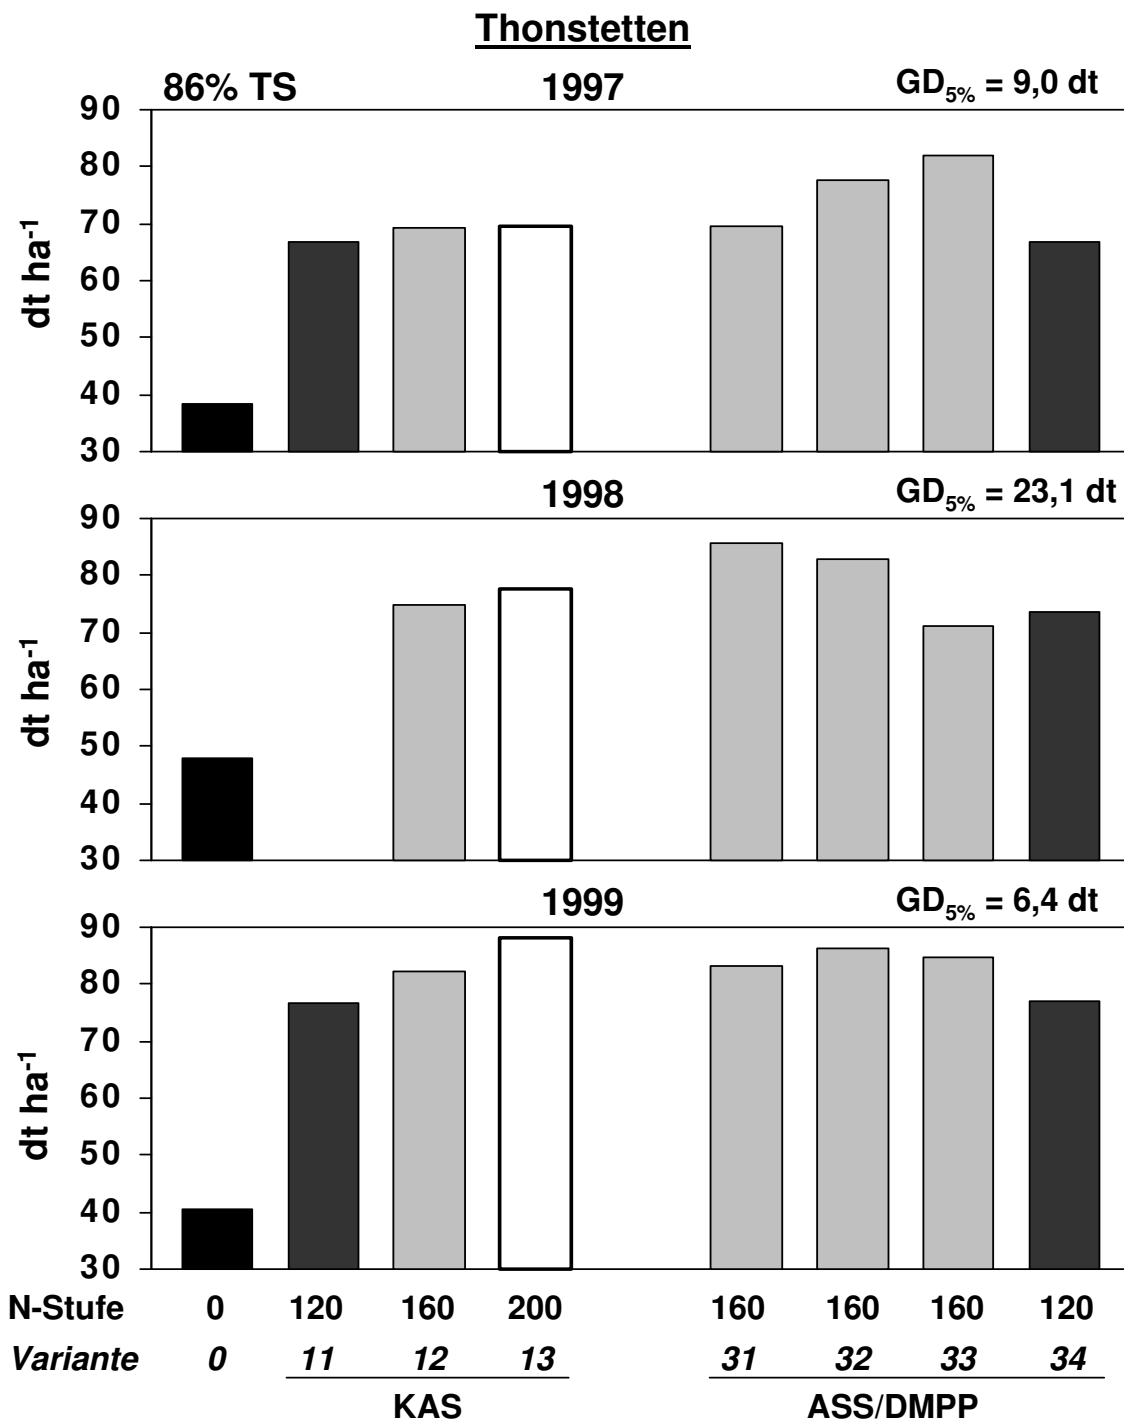 Thonstetten
86% TS 1997 GD5% = 9,0 dt
90
80
70
60
50
40
30
dt ha-1
1998 GD5% = 23,1 dt
90
80
70
60
50
40
30
dt ha-1
1999 GD5% = 6,4 dt
90
80
70
60
50
40
30
dt ha-1
N-Stufe 0 120 160 200 160 160 160 120
Variante 0 11 12 13 31 32 33 34
KAS ASS/DMPP